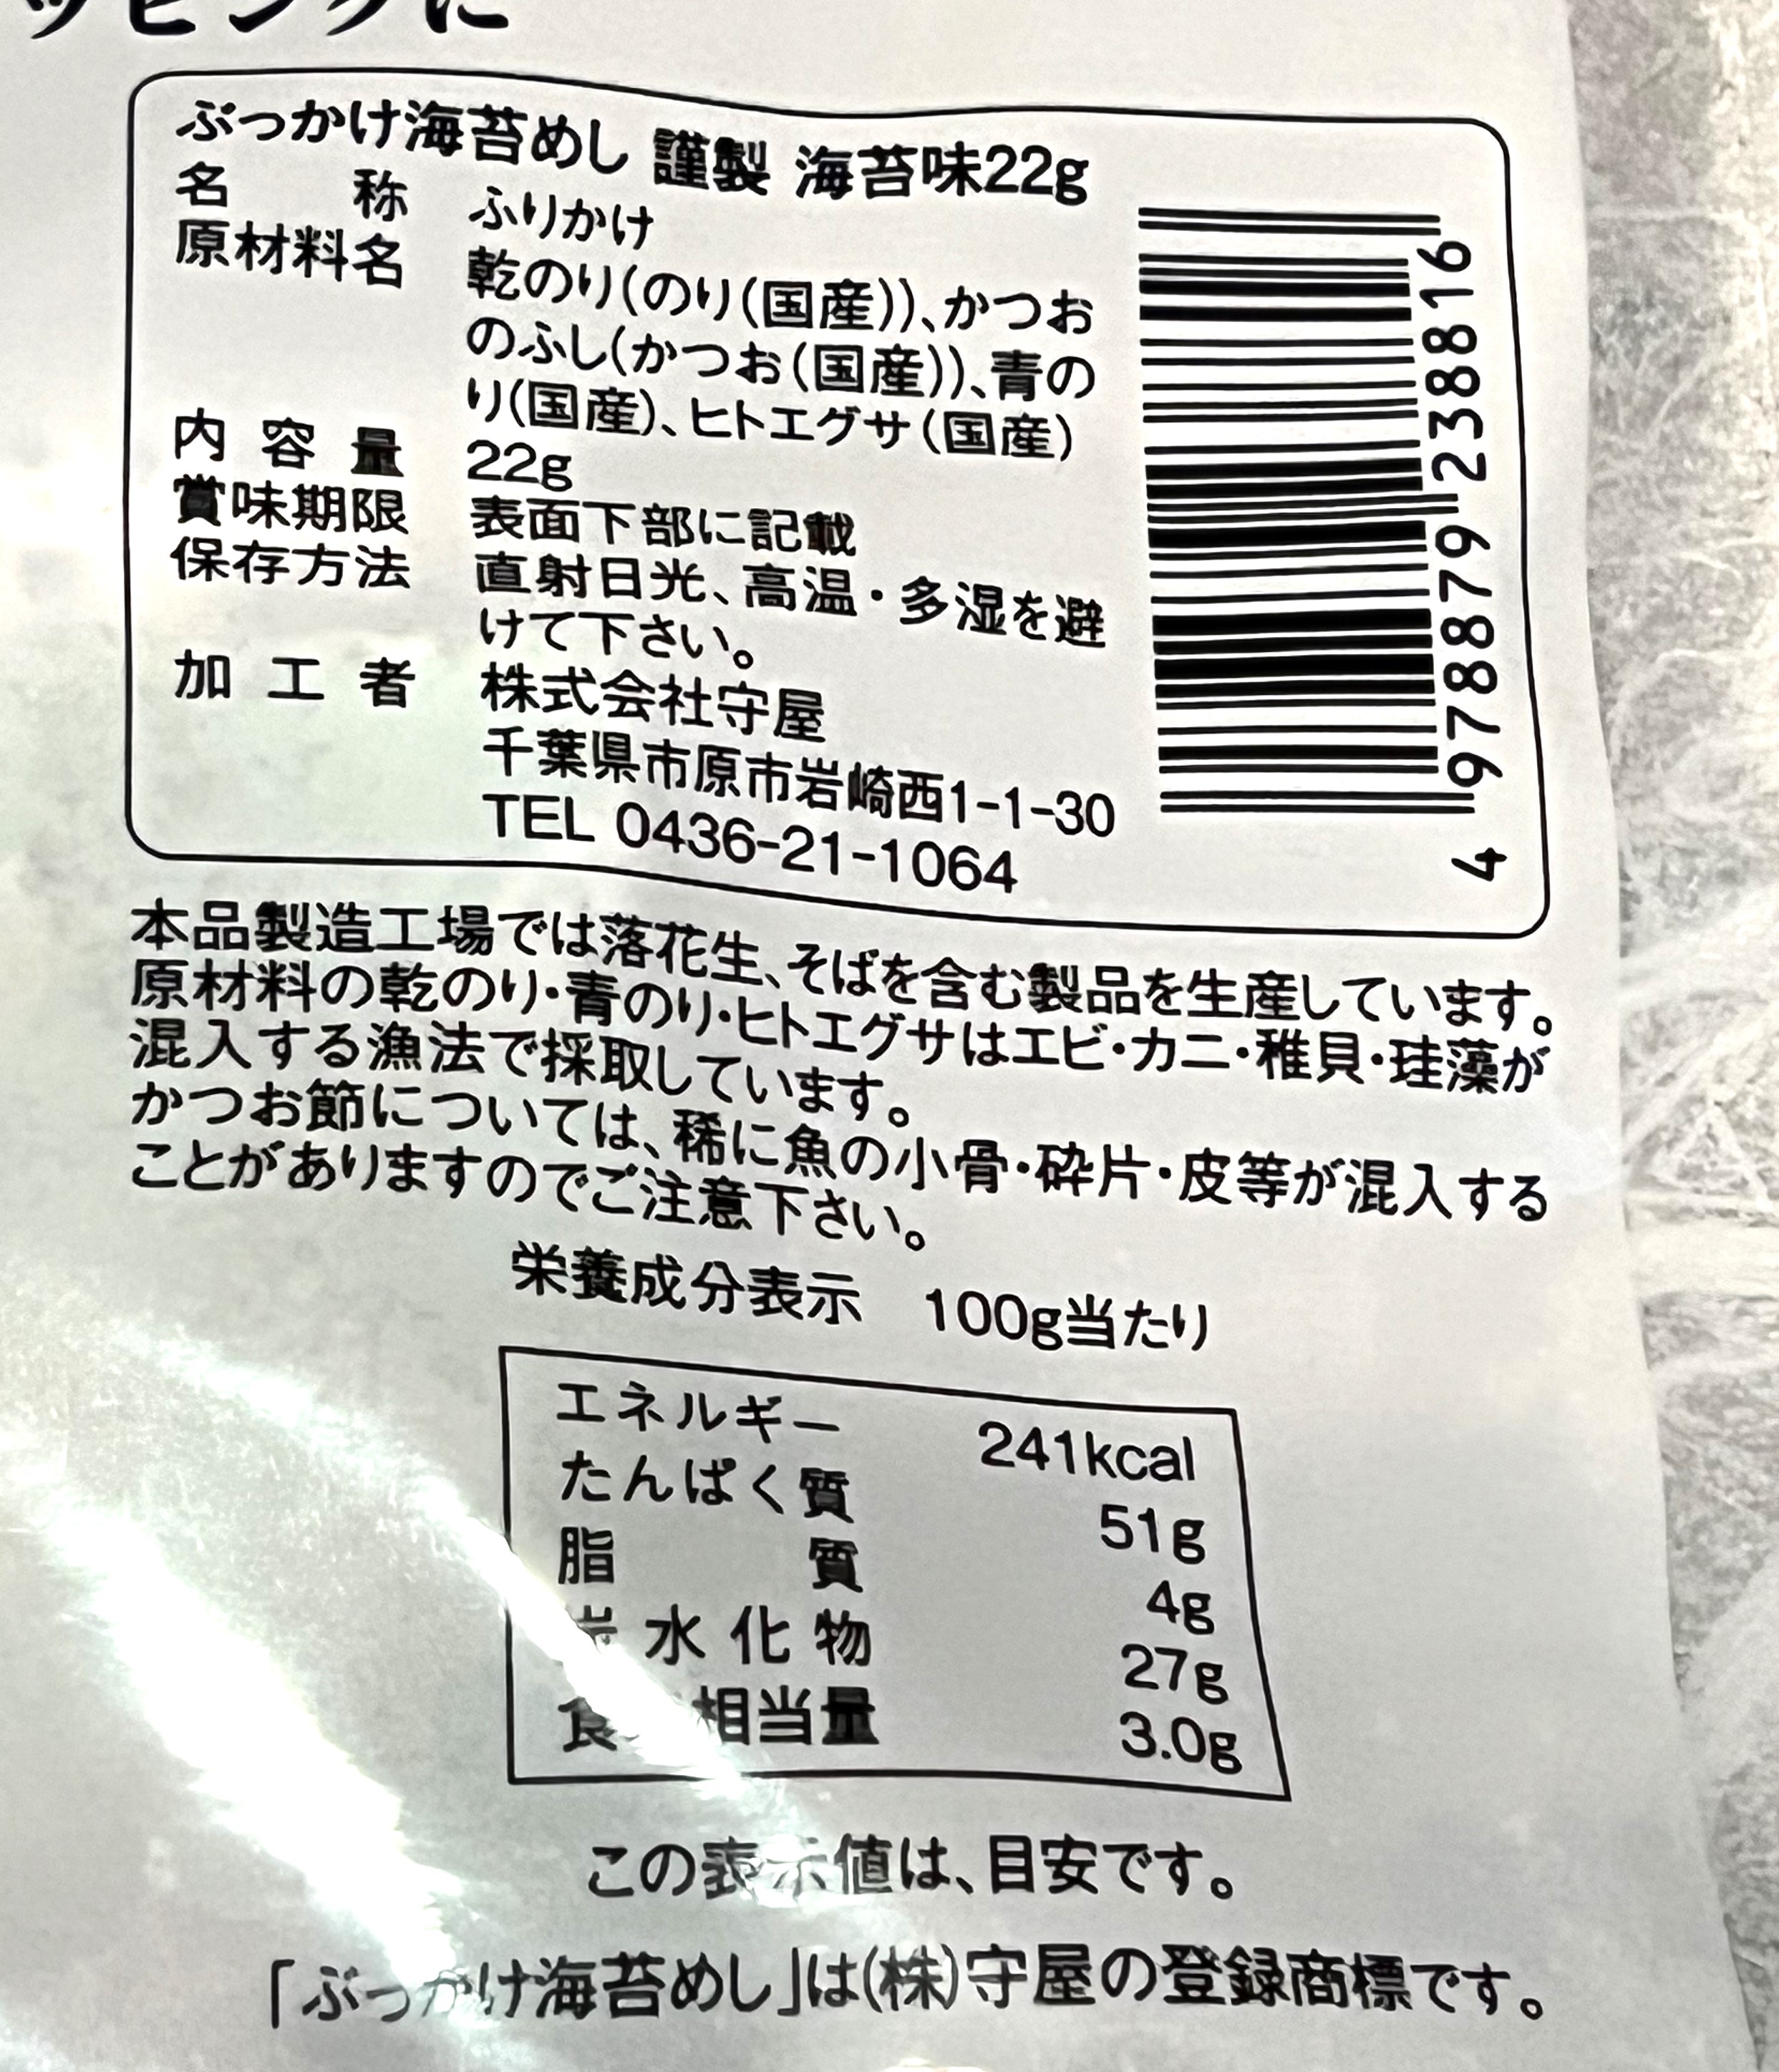 ッピングに
ぶっかけ海苔めし 謹製 海苔味22g
名称 ふりかけ
原材料名 乾のり(のり(国産))、かつお
のふし(かつお(国産))、青の
り(国産)、ヒトエグサ(国産)
内容量 22g
賞味期限 表面下部に記載
保存方法 直射日光、高温・多湿を避
けて下さい。
加工者 株式会社守屋
千葉県市原市岩崎西1-1-30
TEL 0436-21-1064
4 978879 238816
本品製造工場では落花生、そばを含む製品を生産しています。
原材料の乾のり・青のり・ヒトエグサはエビ・カニ・稚貝・珪藻が
混入する漁法で採取しています。
かつお節については、稀に魚の小骨・砕片・皮等が混入する
ことがありますのでご注意下さい。
栄養成分表示 100g当たり
エネルギー 241kcal
たんぱく質 51g
脂質 4g
炭水化物 27g
食 相当量 3.0g
この表示値は、目安です。
「ぶっかけ海苔めし」は(株)守屋の登録商標です。